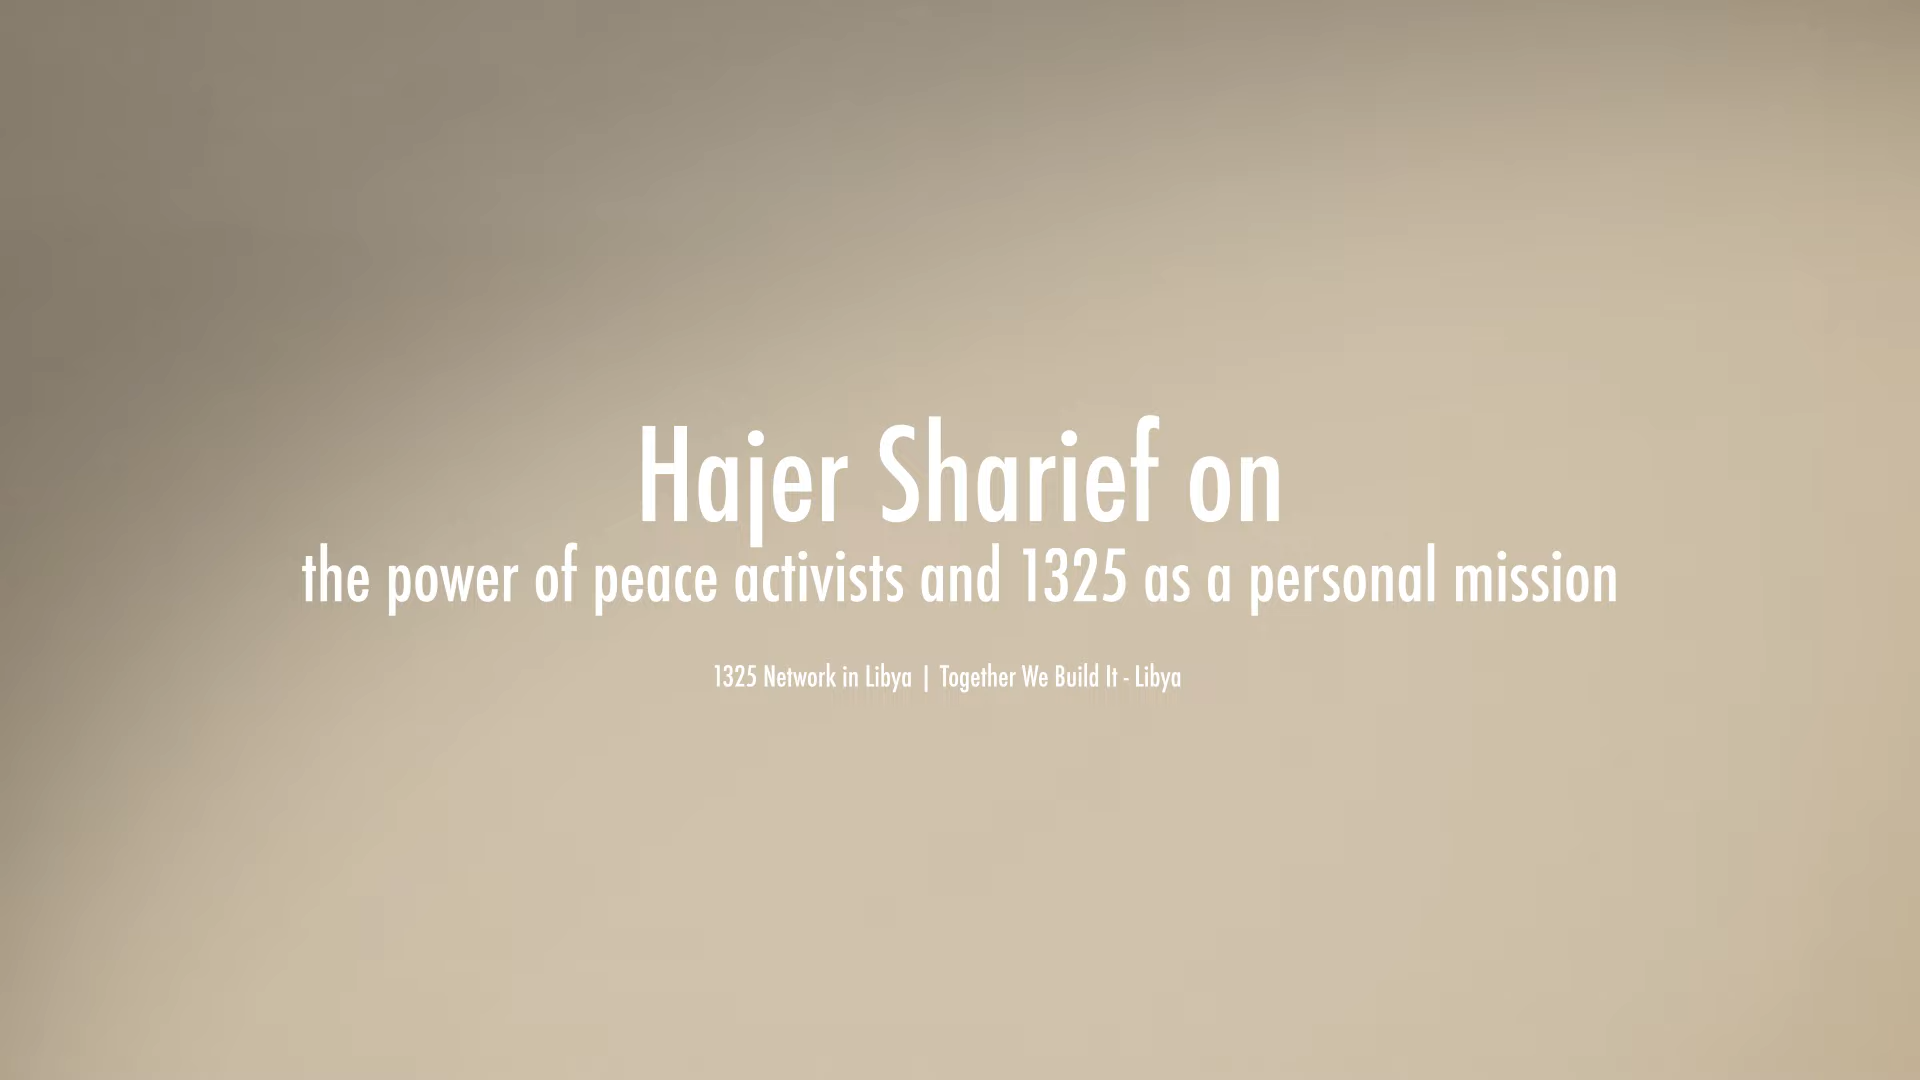 Hajer Sharief on
the power of peace activists and 1325 as a personal mission
1325 Network in Libya | Together We Build It - Libya